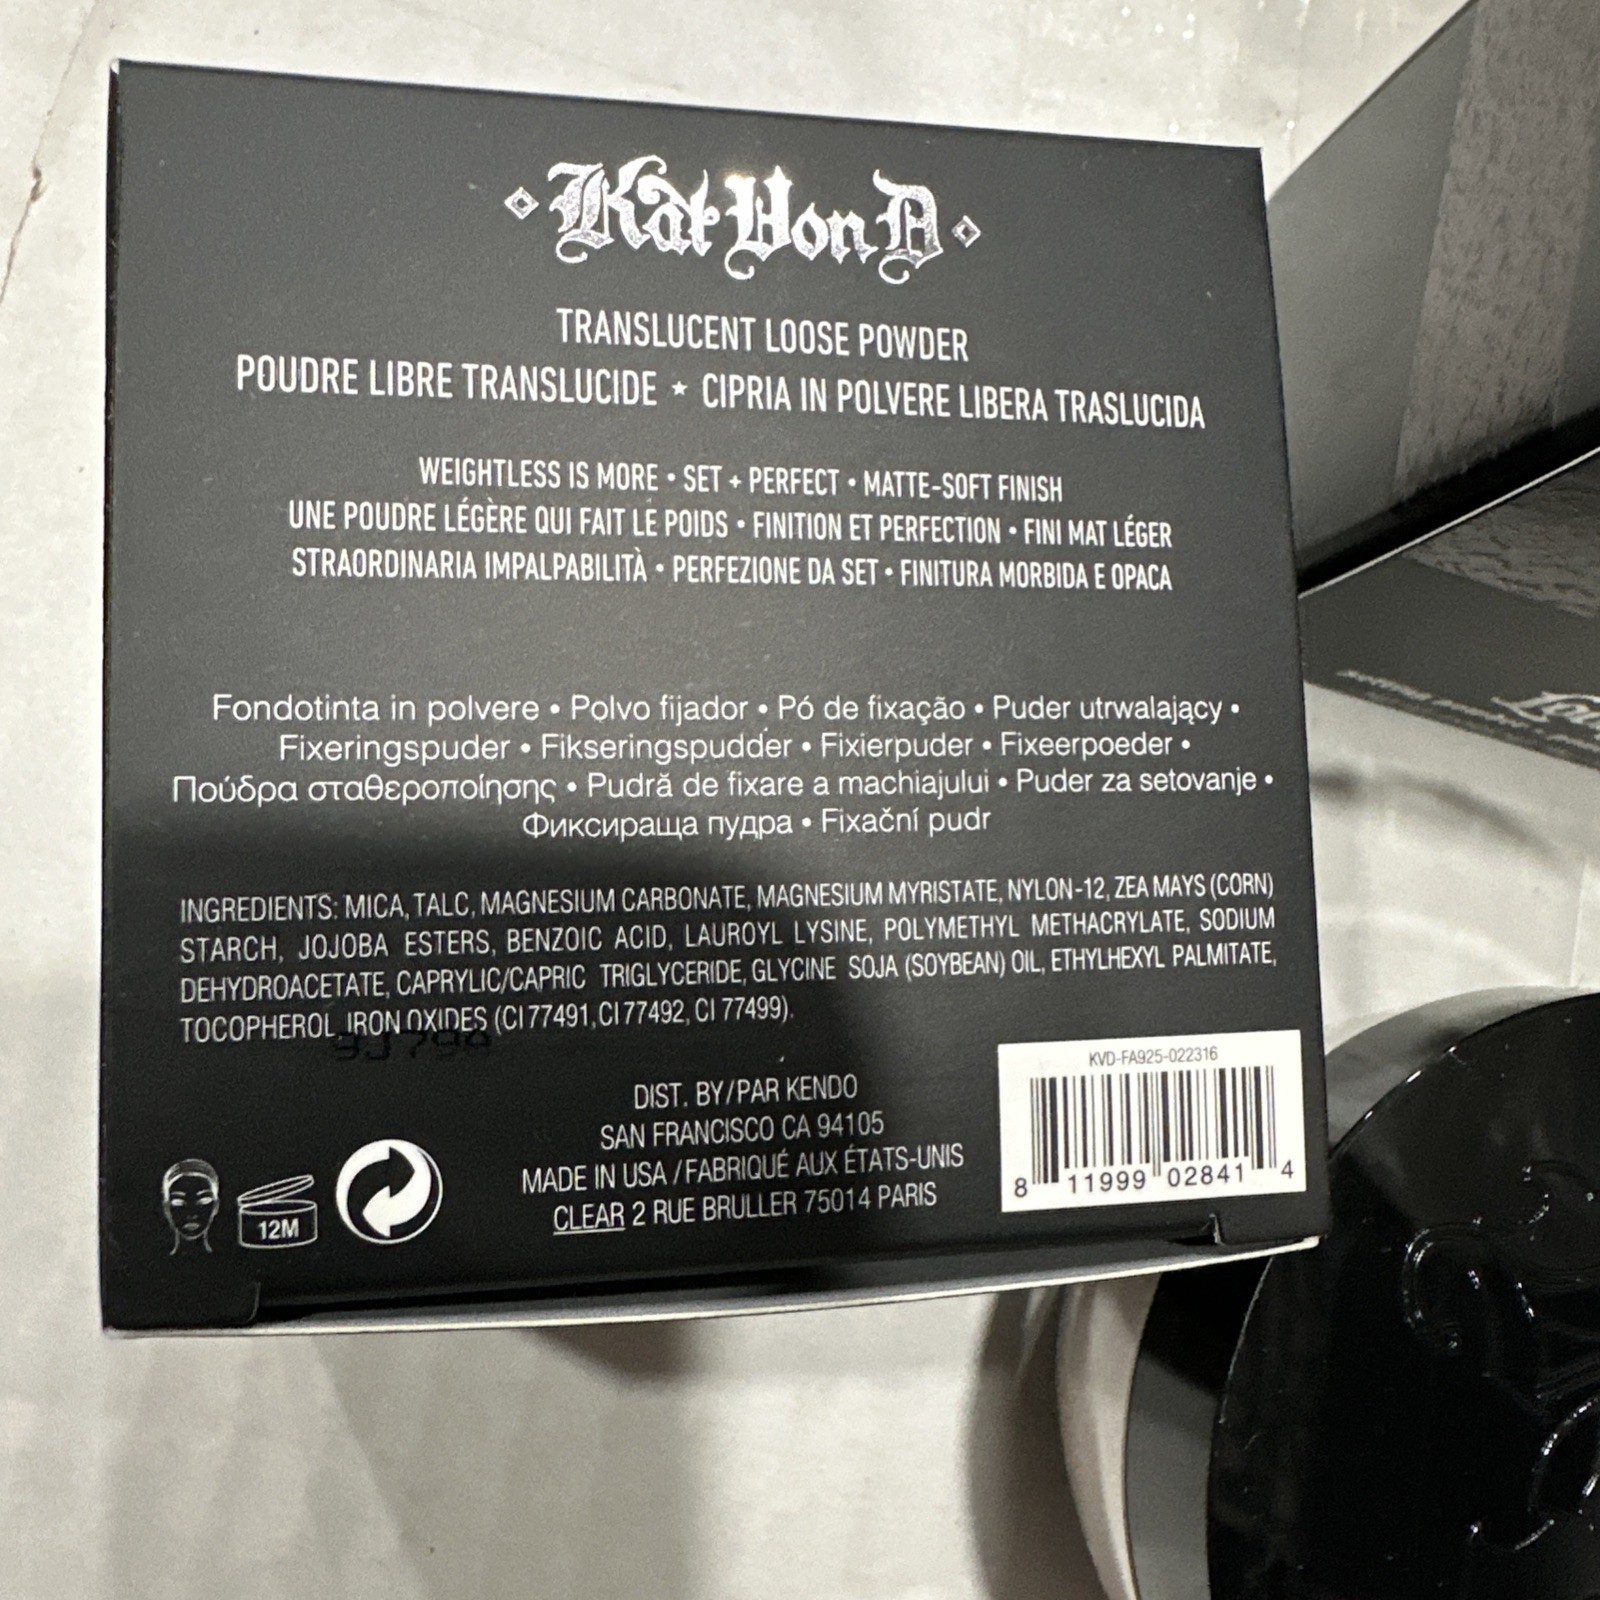 Kat Von D
TRANSLUCENT LOOSE POWDER
POUDRE LIBRE TRANSLUCIDE ★ CIPRIA IN POLVERE LIBERA TRASLUCIDA
WEIGHTLESS IS MORE • SET + PERFECT • MATTE-SOFT FINISH
UNE POUDRE LÉGÈRE QUI FAIT LE POIDS • FINITION ET PERFECTION • FINI MAT LÉGER
STRAORDINARIA IMPALPABILITÀ • PERFEZIONE DA SET • FINITURA MORBIDA E OPACA
Fondotinta in polvere • Polvo fijador • Pó de fixação • Puder utrwalający •
Fixeringspuder • Fikseringspudder • Fixierpuder • Fixeerpoeder •
Πούδρα σταθεροποίησης • Pudră de fixare a machiajului • Puder za setovanje •
Фиксираща пудра • Fixační pudr
INGREDIENTS: MICA, TALC, MAGNESIUM CARBONATE, MAGNESIUM MYRISTATE, NYLON-12, ZEA MAYS (CORN)
STARCH, JOJOBA ESTERS, BENZOIC ACID, LAUROYL LYSINE, POLYMETHYL METHACRYLATE, SODIUM
DEHYDROACETATE, CAPRYLIC/CAPRIC TRIGLYCERIDE, GLYCINE SOJA (SOYBEAN) OIL, ETHYLHEXYL PALMITATE,
TOCOPHEROL, IRON OXIDES (CI 77491, CI 77492, CI 77499).
DIST. BY/PAR KENDO
SAN FRANCISCO CA 94105
MADE IN USA / FABRIQUÉ AUX ÉTATS-UNIS
CLEAR 2 RUE BRULLER 75014 PARIS
12M
KVD-FA925-022316
8 11999 02841 4